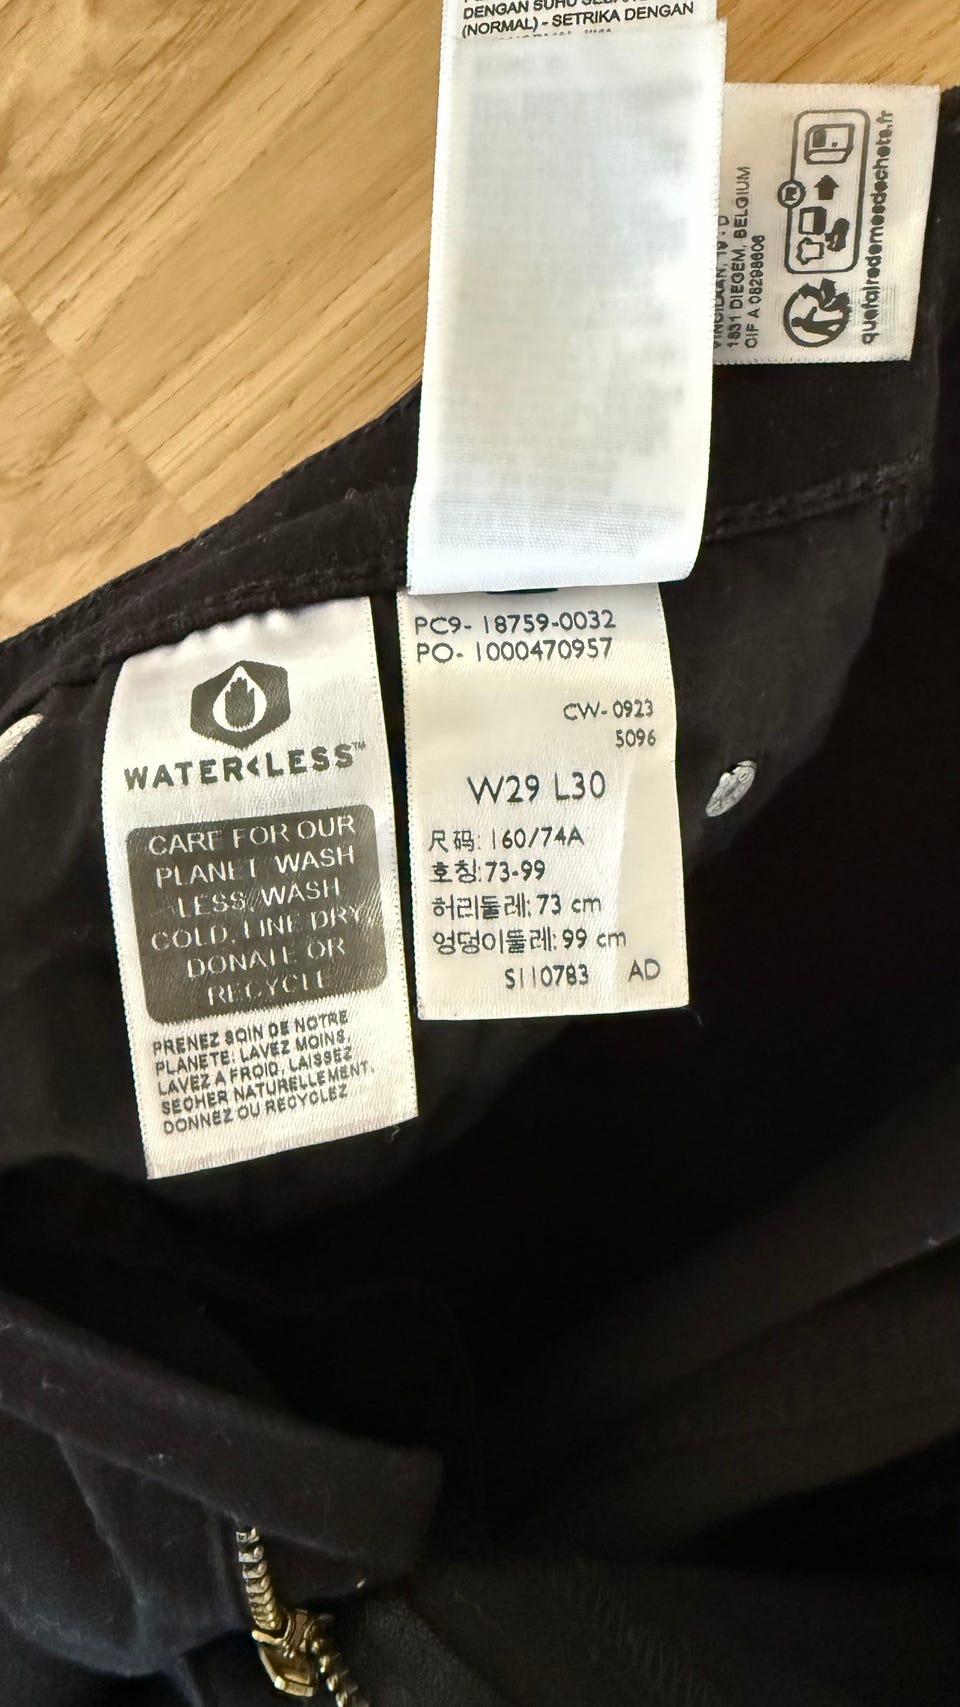 (NORMAL) - SETRIKA DENGAN
1831 DIEGEM, BELGIUM
CIF A 08298606
quefairedemesdechets.fr
WATER<LESS™
CARE FOR OUR
PLANET WASH
LESS, WASH
COLD, LINE DRY
DONATE OR
RECYCLE
PRENEZ SOIN DE NOTRE
PLANETE: LAVEZ MOINS,
LAVEZ A FROID, LAISSEZ
SECHER NATURELLEMENT,
DONNEZ OU RECYCLEZ
PC9- 18759-0032
PO- 1000470957
CW- 0923
5096
W29 L30
尺码: 160/74A
호칭:73-99
허리둘레: 73 cm
엉덩이둘레: 99 cm
S110783 AD